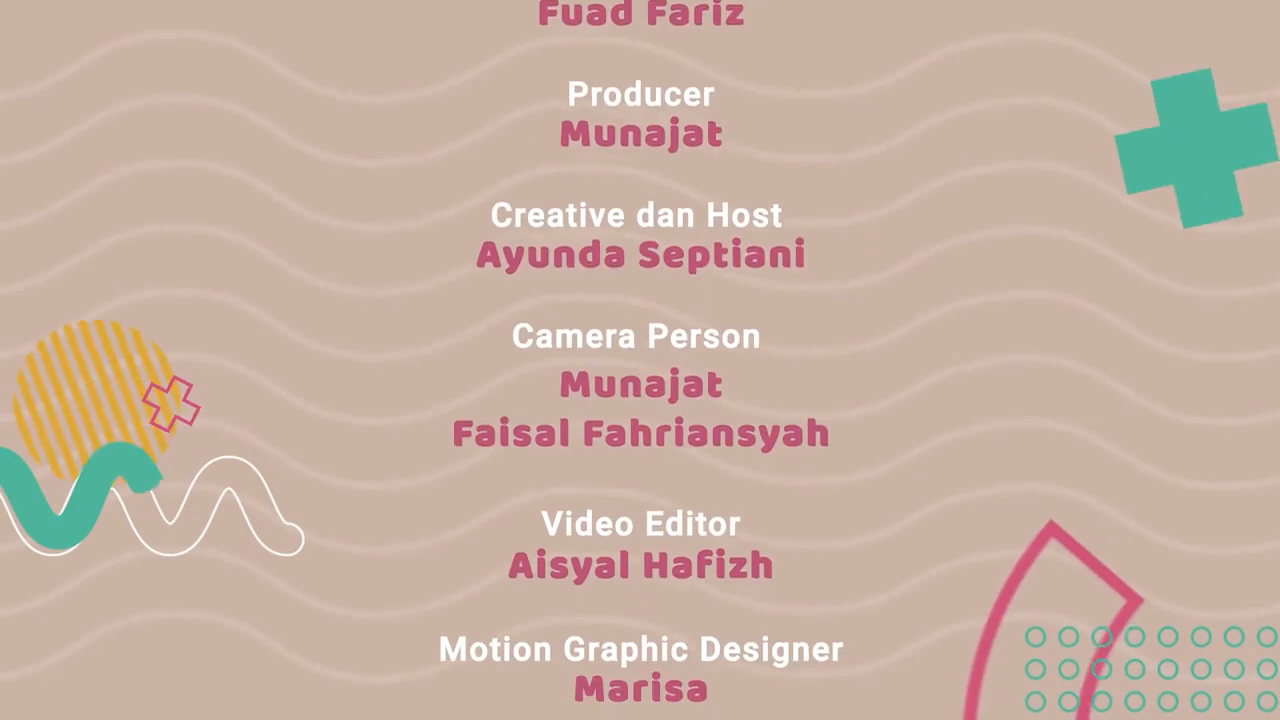 Fuad Fariz
Producer
Munajat
Creative dan Host
Ayunda Septiani
Camera Person
Munajat
Faisal Fahriansyah
Video Editor
Aisyal Hafizh
Motion Graphic Designer
Marisa